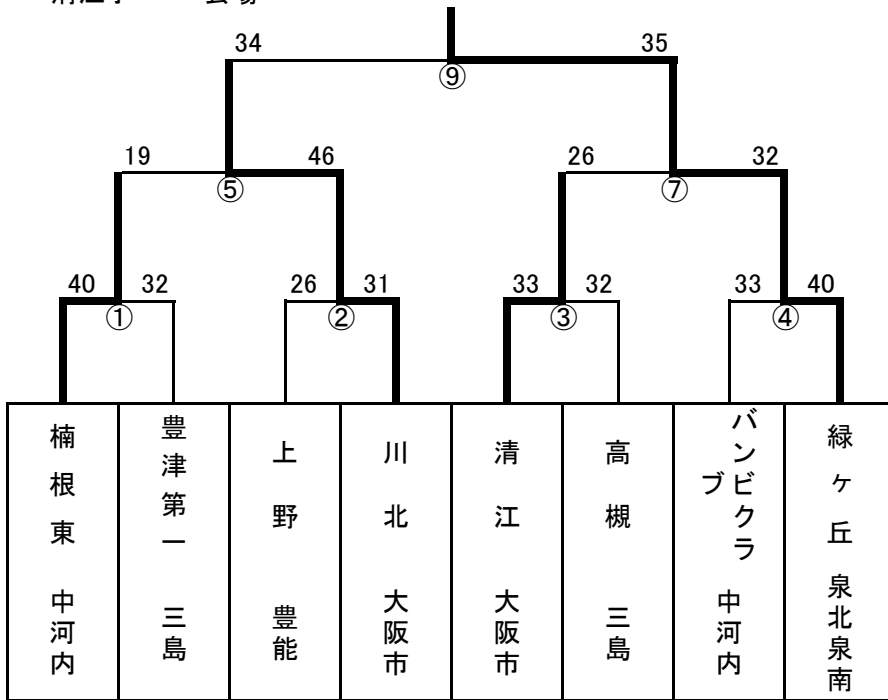 34
35
⑨
19
46
26
32
⑤
⑦
40
32
26
31
33
32
33
40
①
②
③
④
楠根東
中河内
豊津第一
三島
上野
豊能
川北
大阪市
清江
大阪市
高槻
三島
バンビクラブ
中河内
緑ヶ丘
泉北泉南